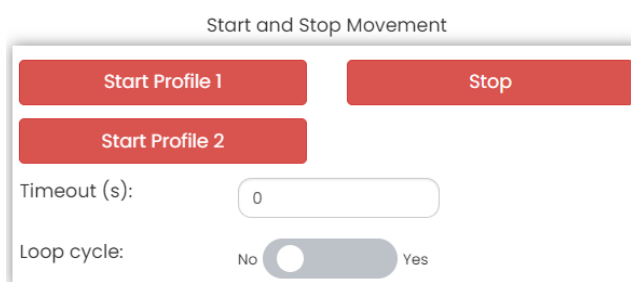 Start and Stop Movement
Start Profile 1
Stop
Start Profile 2
Timeout (s):
0
Loop cycle:
No
Yes